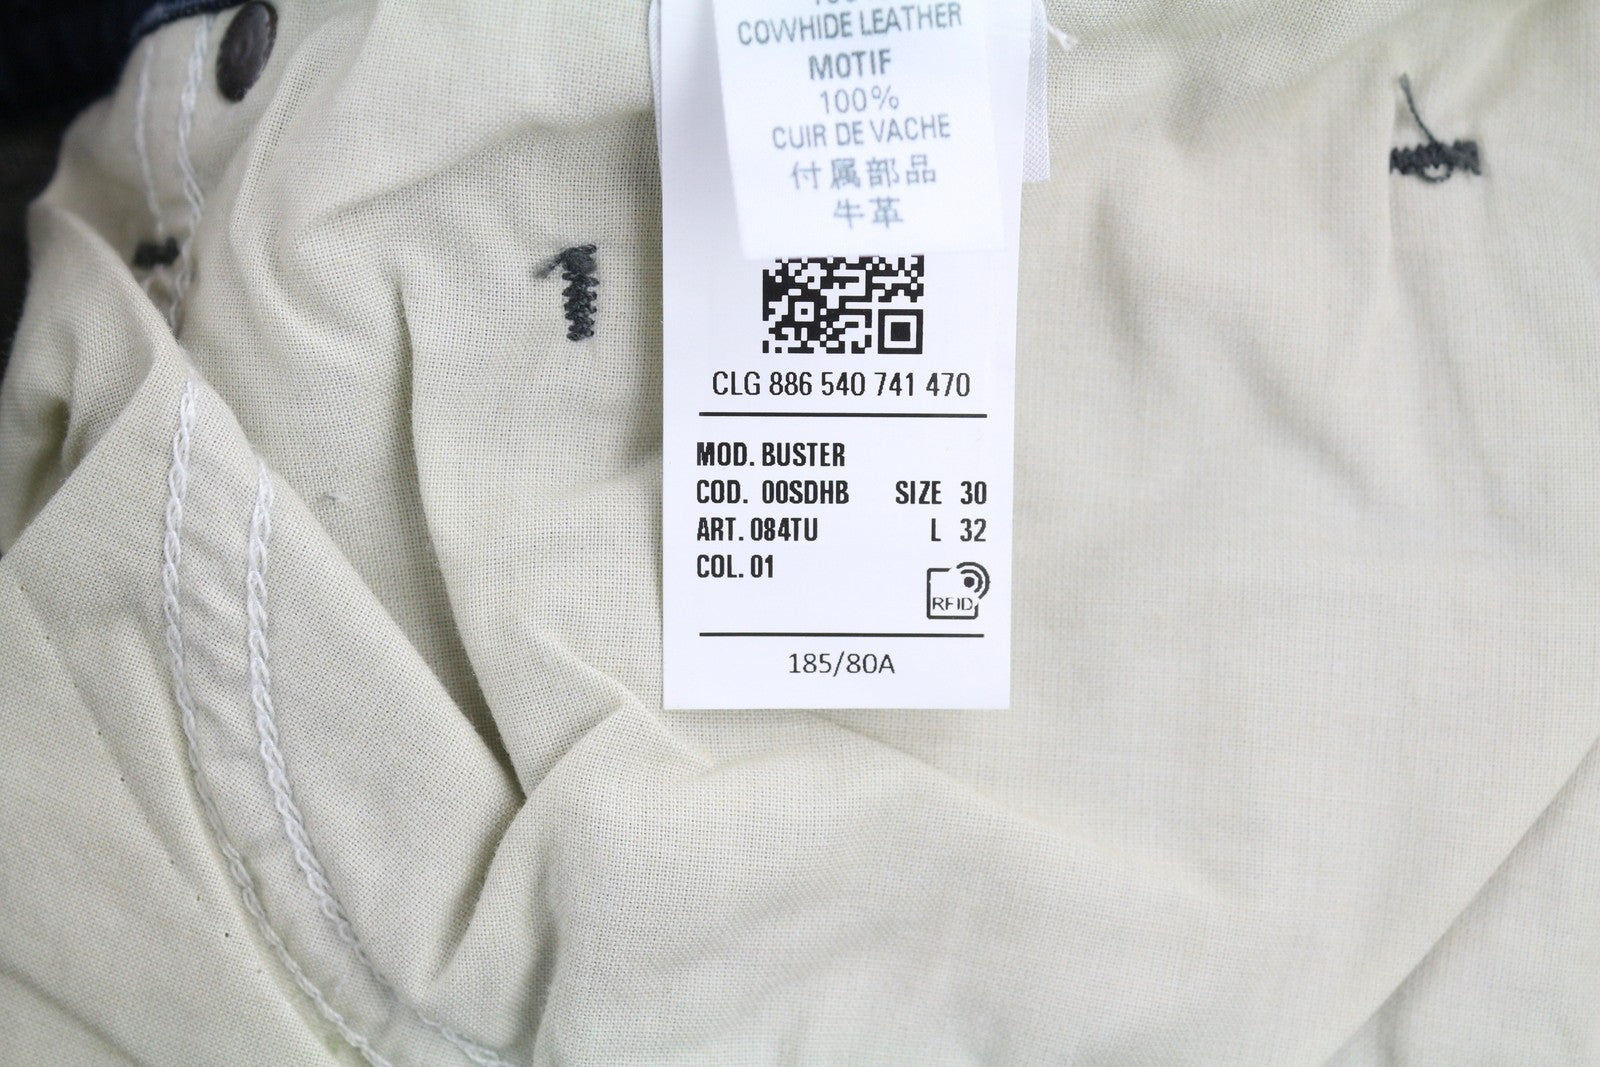 COWHIDE LEATHER
MOTIF
100%
CUIR DE VACHE
付属部品
牛革
CLG 886 540 741 470
MOD. BUSTER
COD. 00SDHB SIZE 30
ART. 084TU L 32
COL. 01
RFID
185/80A